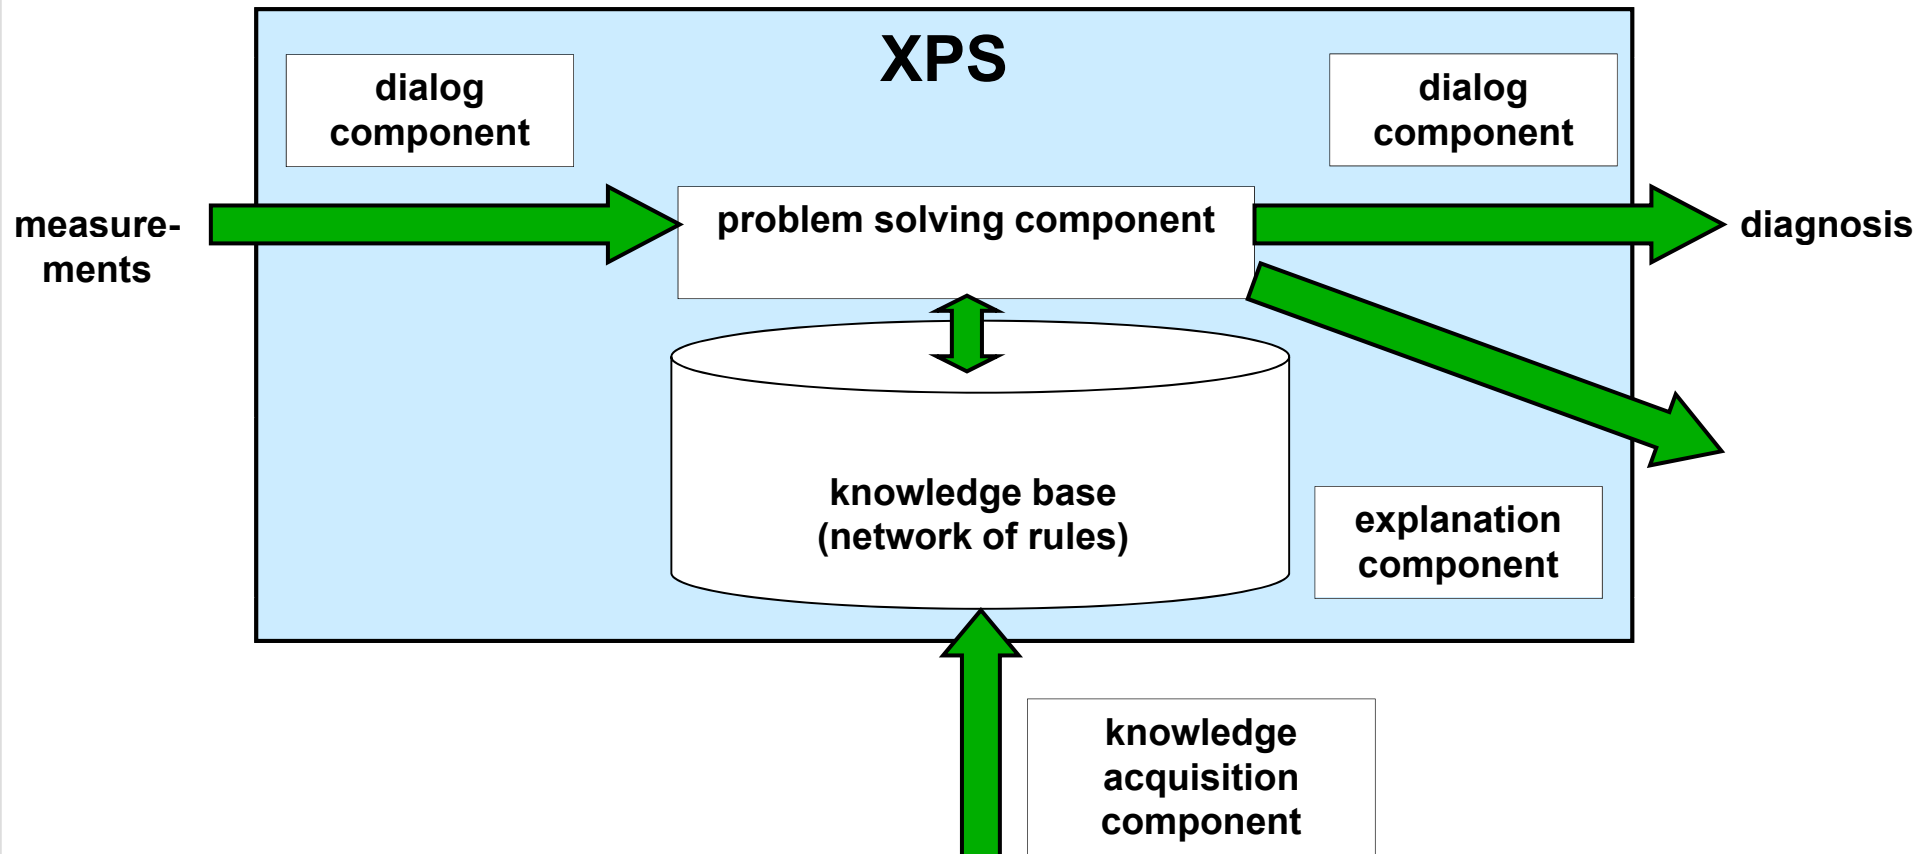 XPS
dialog
component
dialog
component
measure-
ments
problem solving component
diagnosis
knowledge base
(network of rules)
explanation
component
knowledge
acquisition
component